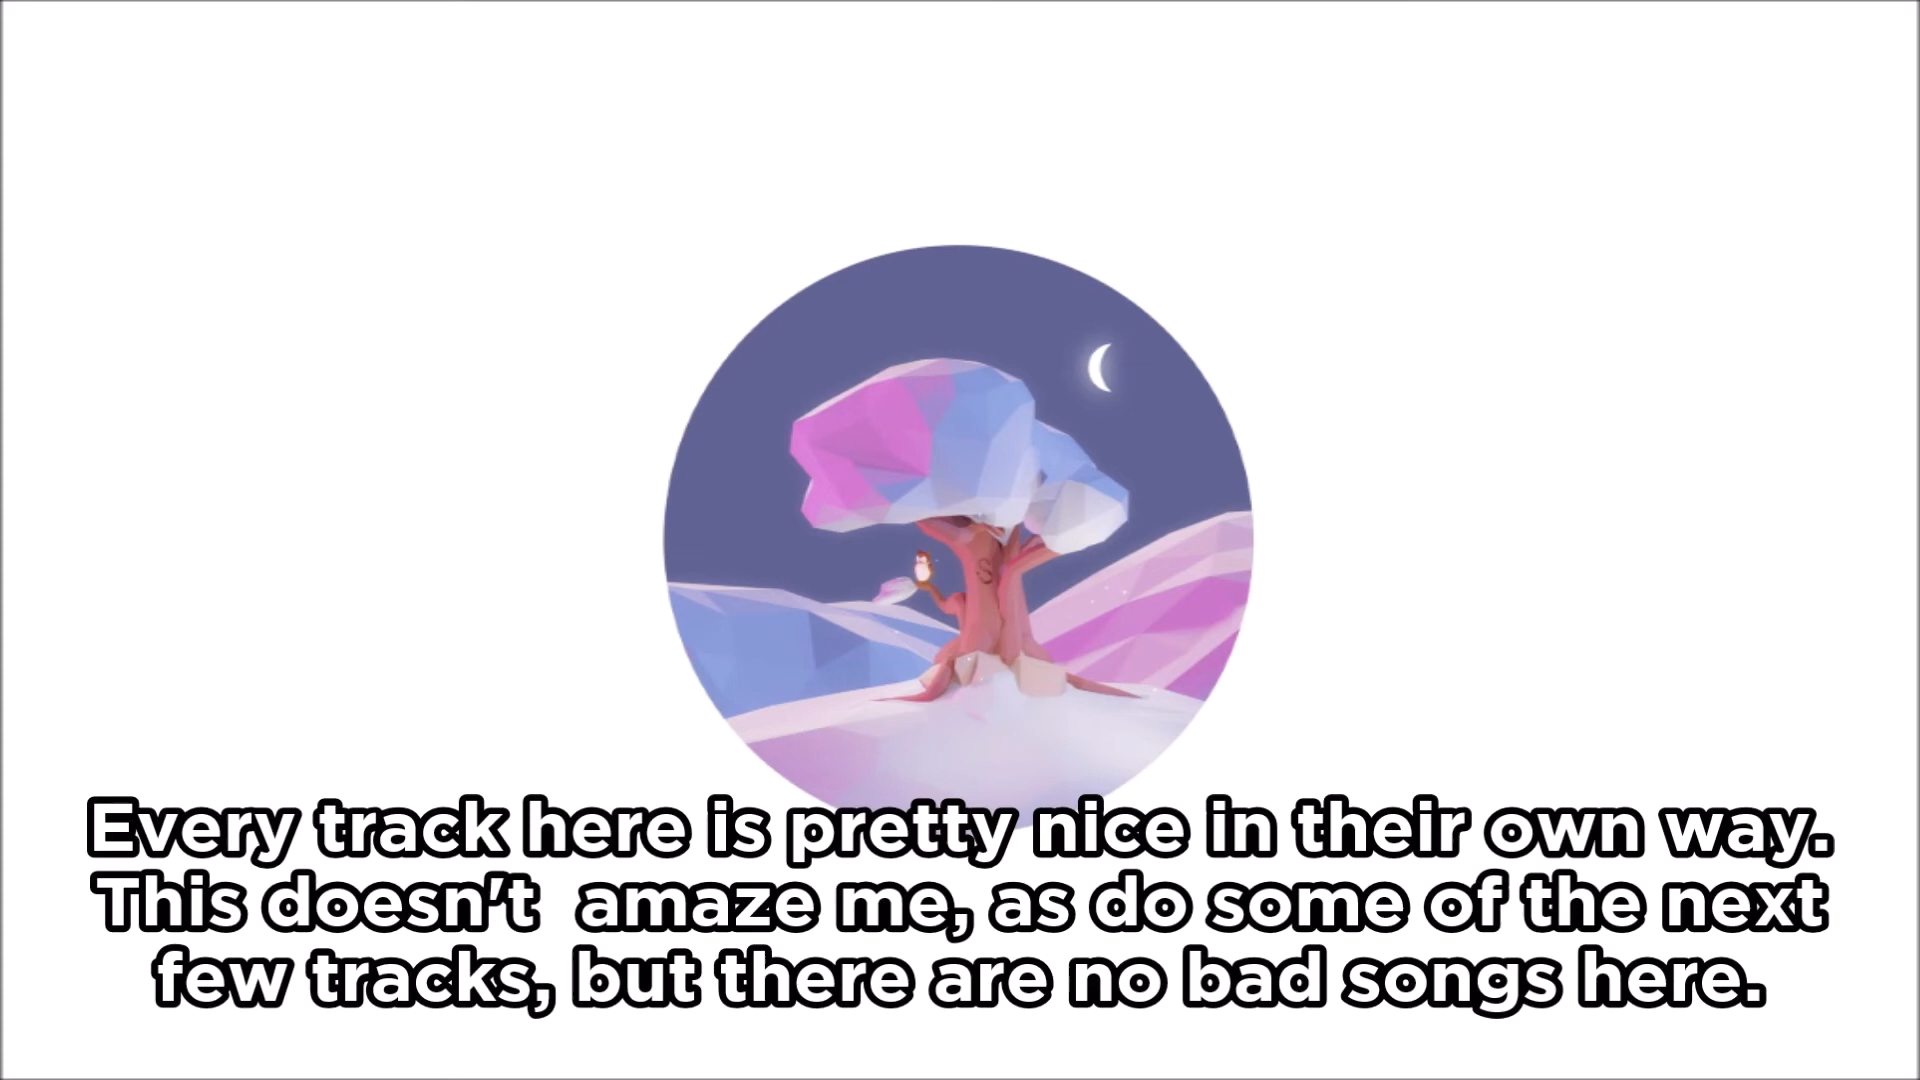 S
Every track here is pretty nice in their own way.
This doesn't  amaze me, as do some of the next
few tracks, but there are no bad songs here.